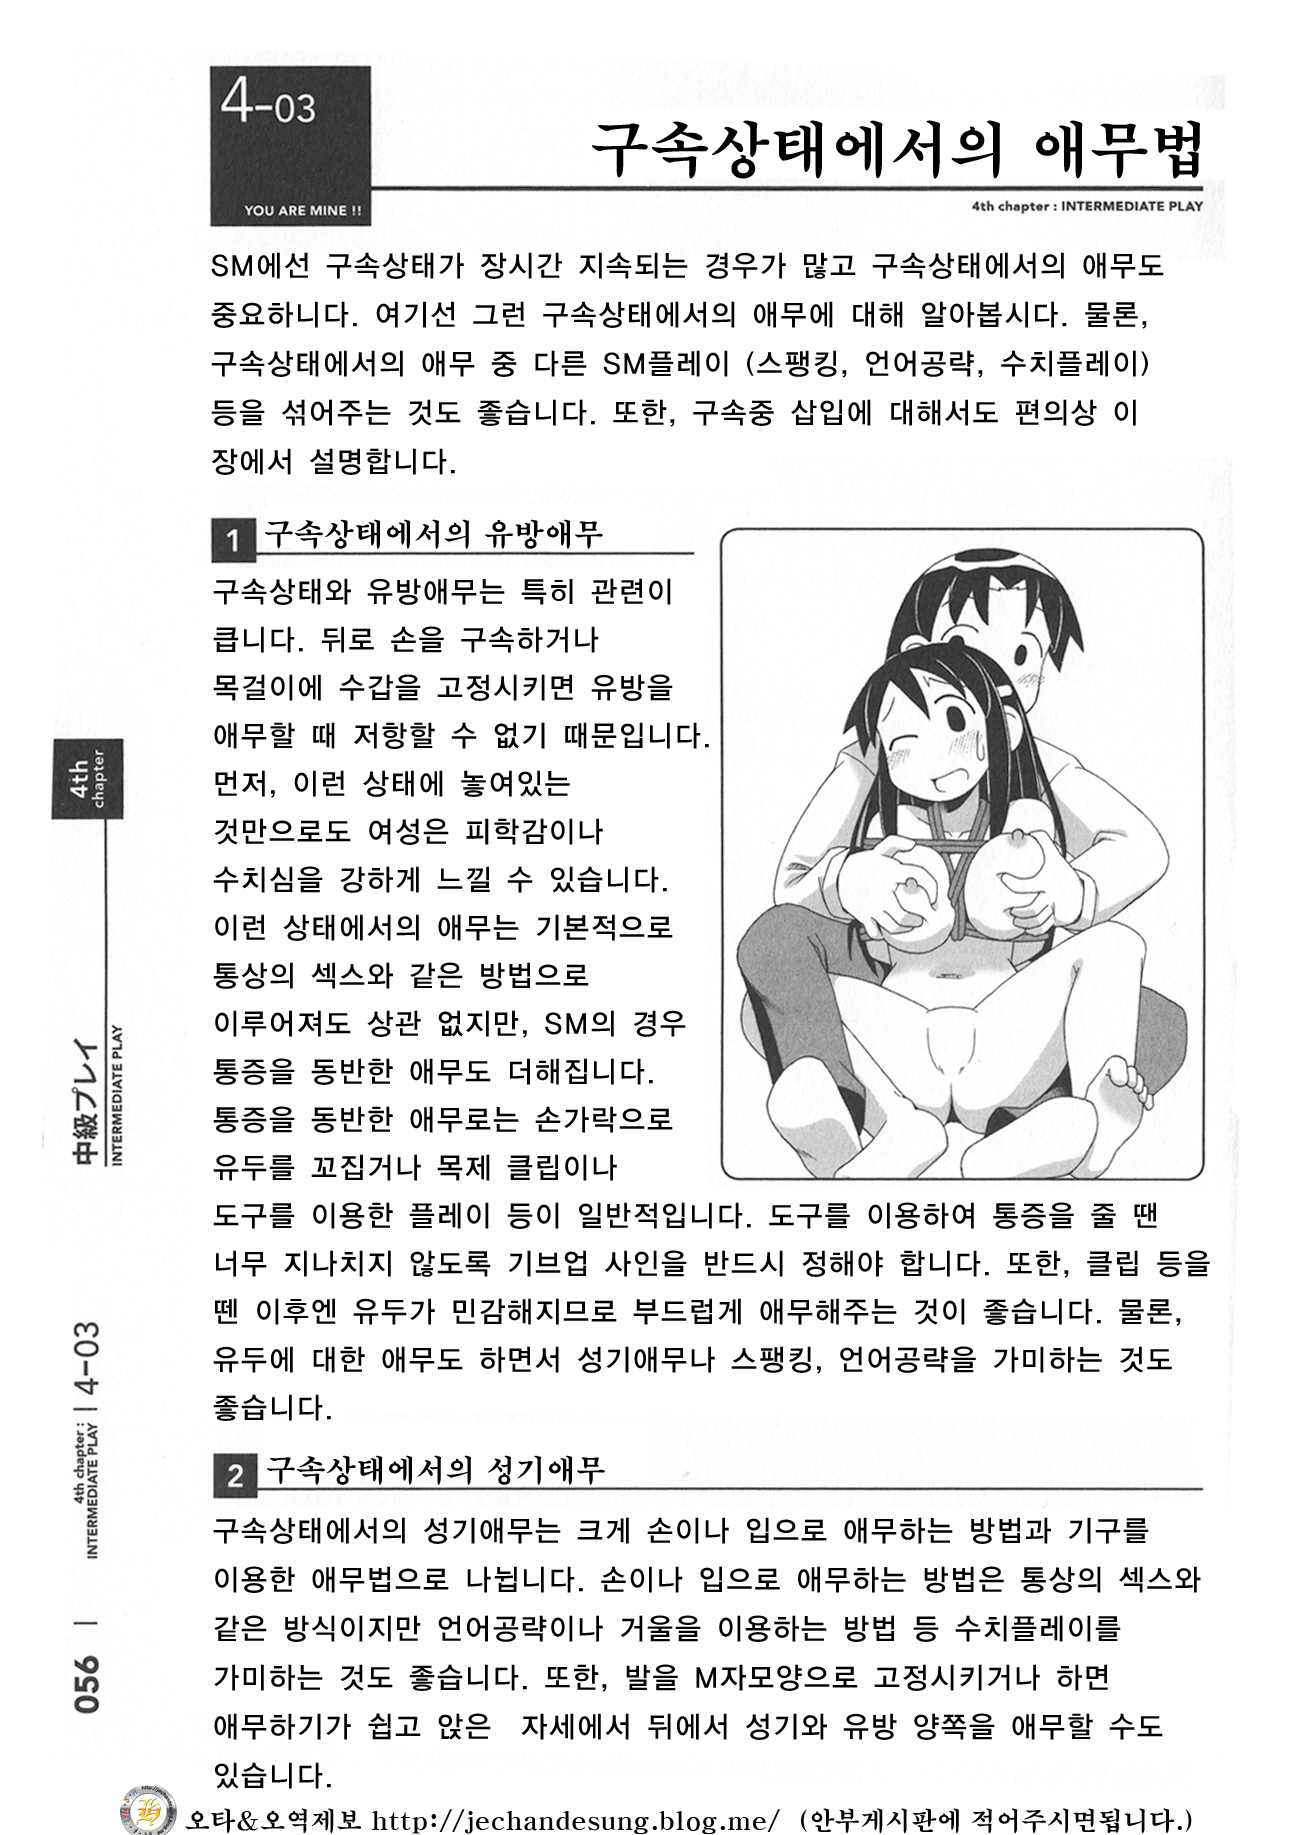 4-03
YOU ARE MINE !!
구속상태에서의 애무법
4th chapter : INTERMEDIATE PLAY
SM에선 구속상태가 장시간 지속되는 경우가 많고 구속상태에서의 애무도
중요하니다. 여기선 그런 구속상태에서의 애무에 대해 알아봅시다. 물론,
구속상태에서의 애무 중 다른 SM플레이 (스팽킹, 언어공략, 수치플레이)
등을 섞어주는 것도 좋습니다. 또한, 구속중 삽입에 대해서도 편의상 이
장에서 설명합니다.
1 구속상태에서의 유방애무
구속상태와 유방애무는 특히 관련이
큽니다. 뒤로 손을 구속하거나
목걸이에 수갑을 고정시키면 유방을
애무할 때 저항할 수 없기 때문입니다.
먼저, 이런 상태에 놓여있는
것만으로도 여성은 피학감이나
수치심을 강하게 느낄 수 있습니다.
이런 상태에서의 애무는 기본적으로
통상의 섹스와 같은 방법으로
이루어져도 상관 없지만, SM의 경우
통증을 동반한 애무도 더해집니다.
통증을 동반한 애무로는 손가락으로
유두를 꼬집거나 목제 클립이나
도구를 이용한 플레이 등이 일반적입니다. 도구를 이용하여 통증을 줄 땐
너무 지나치지 않도록 기브업 사인을 반드시 정해야 합니다. 또한, 클립 등을
뗀 이후엔 유두가 민감해지므로 부드럽게 애무해주는 것이 좋습니다. 물론,
유두에 대한 애무도 하면서 성기애무나 스팽킹, 언어공략을 가미하는 것도
좋습니다.
2 구속상태에서의 성기애무
구속상태에서의 성기애무는 크게 손이나 입으로 애무하는 방법과 기구를
이용한 애무법으로 나뉩니다. 손이나 입으로 애무하는 방법은 통상의 섹스와
같은 방식이지만 언어공략이나 거울을 이용하는 방법 등 수치플레이를
가미하는 것도 좋습니다. 또한, 발을 M자모양으로 고정시키거나 하면
애무하기가 쉽고 앉은 자세에서 뒤에서 성기와 유방 양쪽을 애무할 수도
있습니다.
4th
chapter
中級プレイ
INTERMEDIATE PLAY
4-03
4th chapter :
INTERMEDIATE PLAY
056
오타&오역제보 http://jechandesung.blog.me/ (안부게시판에 적어주시면됩니다.)